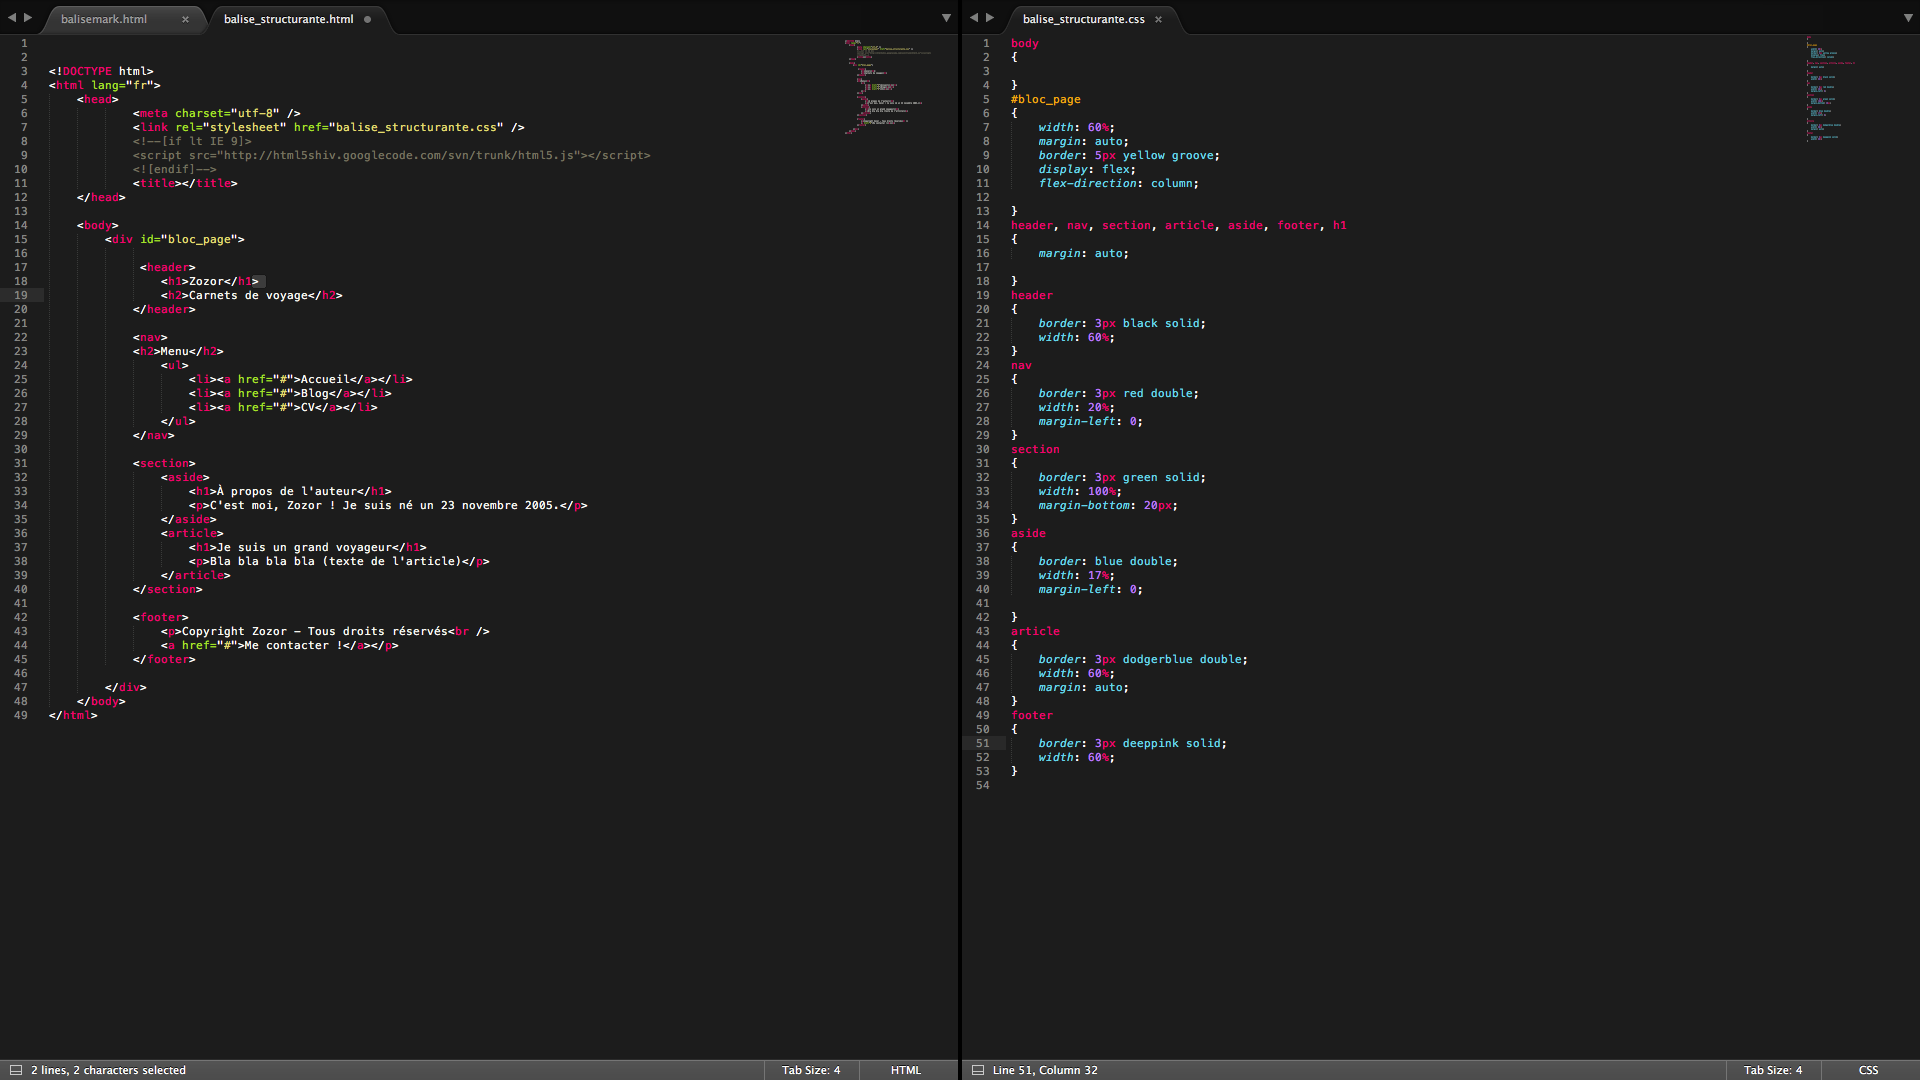 balisemark.html
balise_structurante.html
1
2
3 <!DOCTYPE html>
4 <html lang="fr">
5 <head>
6 <meta charset="utf-8" />
7 <link rel="stylesheet" href="balise_structurante.css" />
8 <!--[if lt IE 9]>
9 <script src="http://html5shiv.googlecode.com/svn/trunk/html5.js"></script>
10 <![endif]-->
11 <title></title>
12 </head>
13
14 <body>
15 <div id="bloc_page">
16
17 <header>
18 <h1>Zozor</h1>
19 <h2>Carnets de voyage</h2>
20 </header>
21
22 <nav>
23 <h2>Menu</h2>
24 <ul>
25 <li><a href="#">Accueil</a></li>
26 <li><a href="#">Blog</a></li>
27 <li><a href="#">CV</a></li>
28 </ul>
29 </nav>
30
31 <section>
32 <aside>
33 <h1>À propos de l'auteur</h1>
34 <p>C'est moi, Zozor ! Je suis né un 23 novembre 2005.</p>
35 </aside>
36 <article>
37 <h1>Je suis un grand voyageur</h1>
38 <p>Bla bla bla bla (texte de l'article)</p>
39 </article>
40 </section>
41
42 <footer>
43 <p>Copyright Zozor - Tous droits réservés<br />
44 <a href="#">Me contacter !</a></p>
45 </footer>
46
47 </div>
48 </body>
49 </html>
2 lines, 2 characters selected
Tab Size: 4
HTML
balise_structurante.css
1 body
2 {
3
4 }
5 #bloc_page
6 {
7 width: 60%;
8 margin: auto;
9 border: 5px yellow groove;
10 display: flex;
11 flex-direction: column;
12
13 }
14 header, nav, section, article, aside, footer, h1
15 {
16 margin: auto;
17
18 }
19 header
20 {
21 border: 3px black solid;
22 width: 60%;
23 }
24 nav
25 {
26 border: 3px red double;
27 width: 20%;
28 margin-left: 0;
29 }
30 section
31 {
32 border: 3px green solid;
33 width: 100%;
34 margin-bottom: 20px;
35 }
36 aside
37 {
38 border: blue double;
39 width: 17%;
40 margin-left: 0;
41
42 }
43 article
44 {
45 border: 3px dodgerblue double;
46 width: 60%;
47 margin: auto;
48 }
49 footer
50 {
51 border: 3px deeppink solid;
52 width: 60%;
53 }
54
Line 51, Column 32
Tab Size: 4
CSS